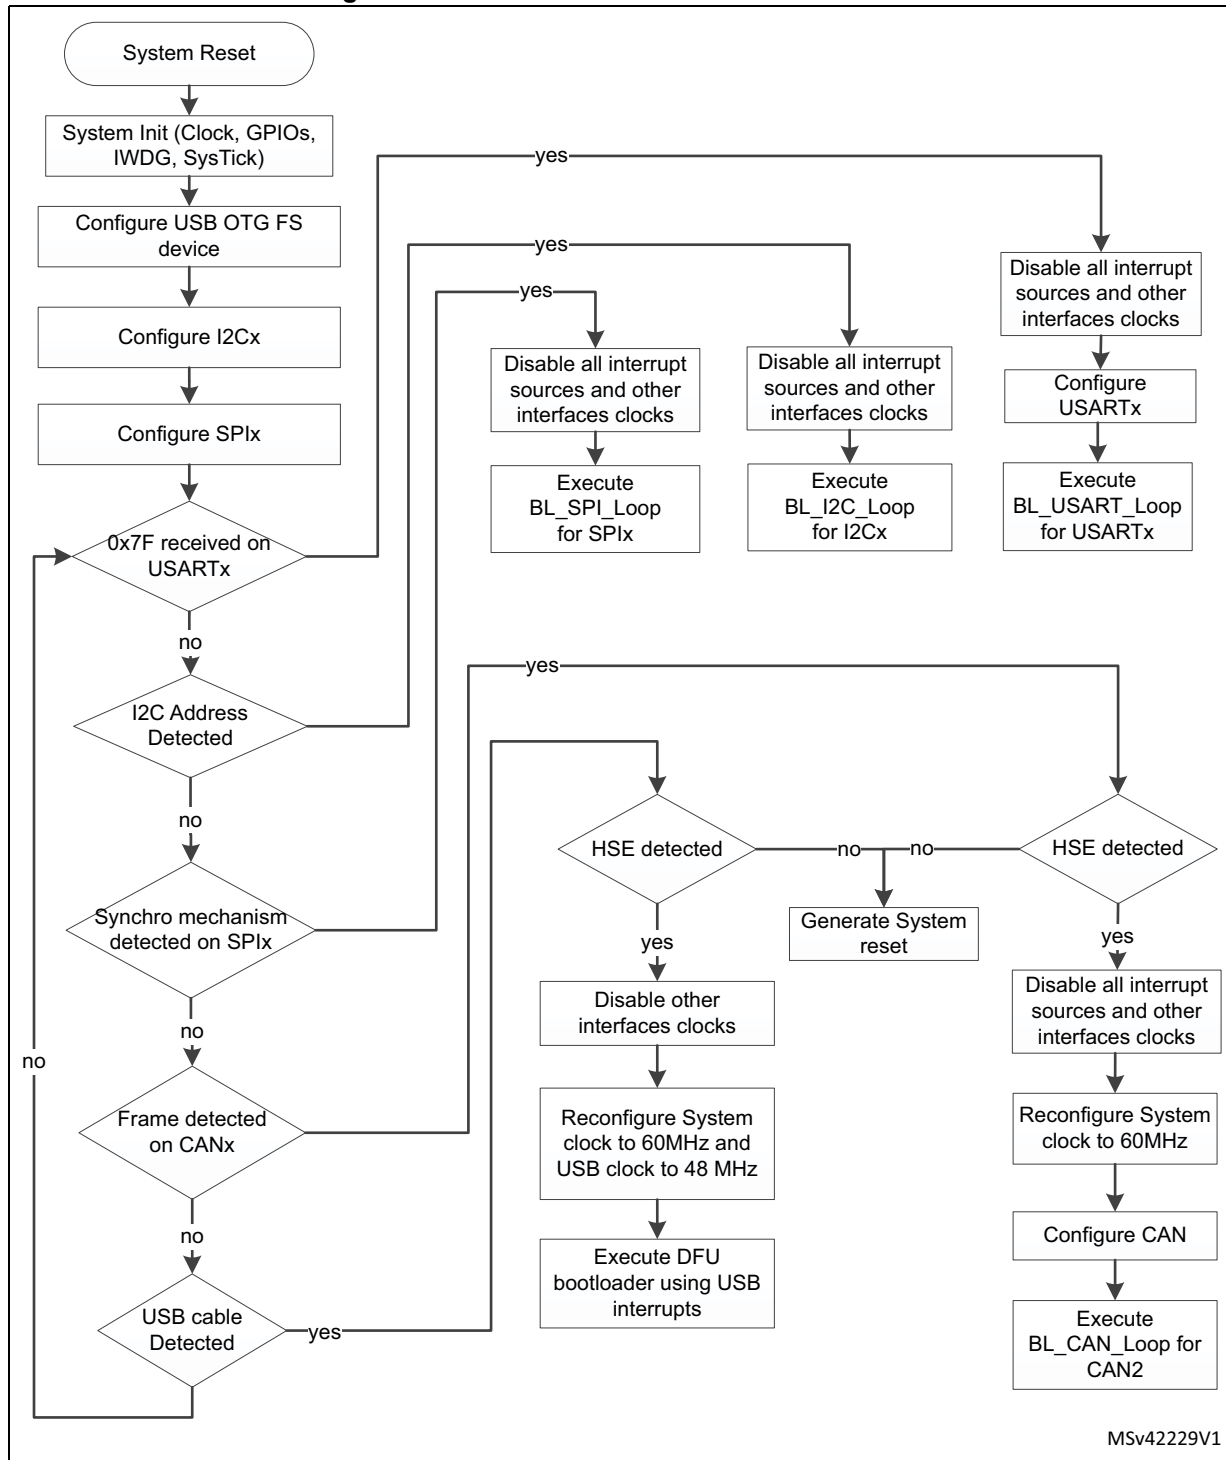 System Reset
System Init (Clock, GPIOs,
IWDG, SysTick)
yes
Configure USB OTG FS
device
yes
Disable all interrupt
sources and other
interfaces clocks
yes
Configure I2Cx
Disable all interrupt
sources and other
interfaces clocks
Disable all interrupt
sources and other
interfaces clocks
Configure
USARTx
Configure SPIx
Execute
BL_SPI_Loop
for SPIx
Execute
BL_I2C_Loop
for I2Cx
Execute
BL_USART_Loop
for USARTx
0x7F received on
USARTx
no
yes
I2C Address
Detected
no
HSE detected
no
no
HSE detected
Synchro mechanism
detected on SPIx
Generate System
reset
yes
yes
Disable other
interfaces clocks
Disable all interrupt
sources and other
interfaces clocks
no
no
Frame detected
on CANx
Reconfigure System
clock to 60MHz and
USB clock to 48 MHz
Reconfigure System
clock to 60MHz
no
Configure CAN
Execute DFU
bootloader using USB
interrupts
USB cable
Detected
yes
Execute
BL_CAN_Loop for
CAN2
MSv42229V1